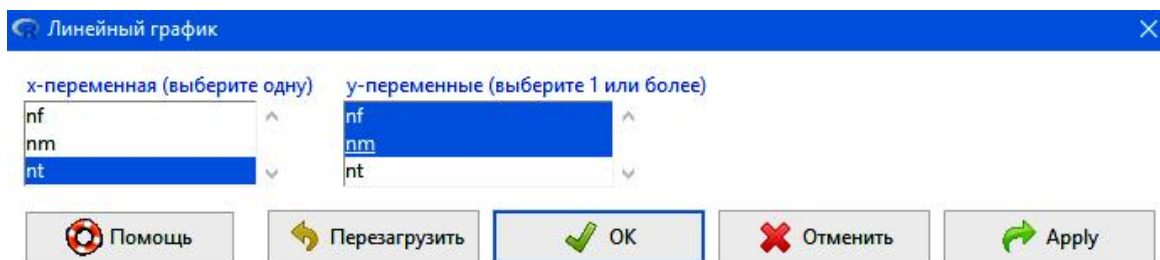 Линейный график
x-переменная (выберите одну) y-переменные (выберите 1 или более)
nf nf
nm nm
nt nt
Помощь Перезагрузить OK Отменить Apply